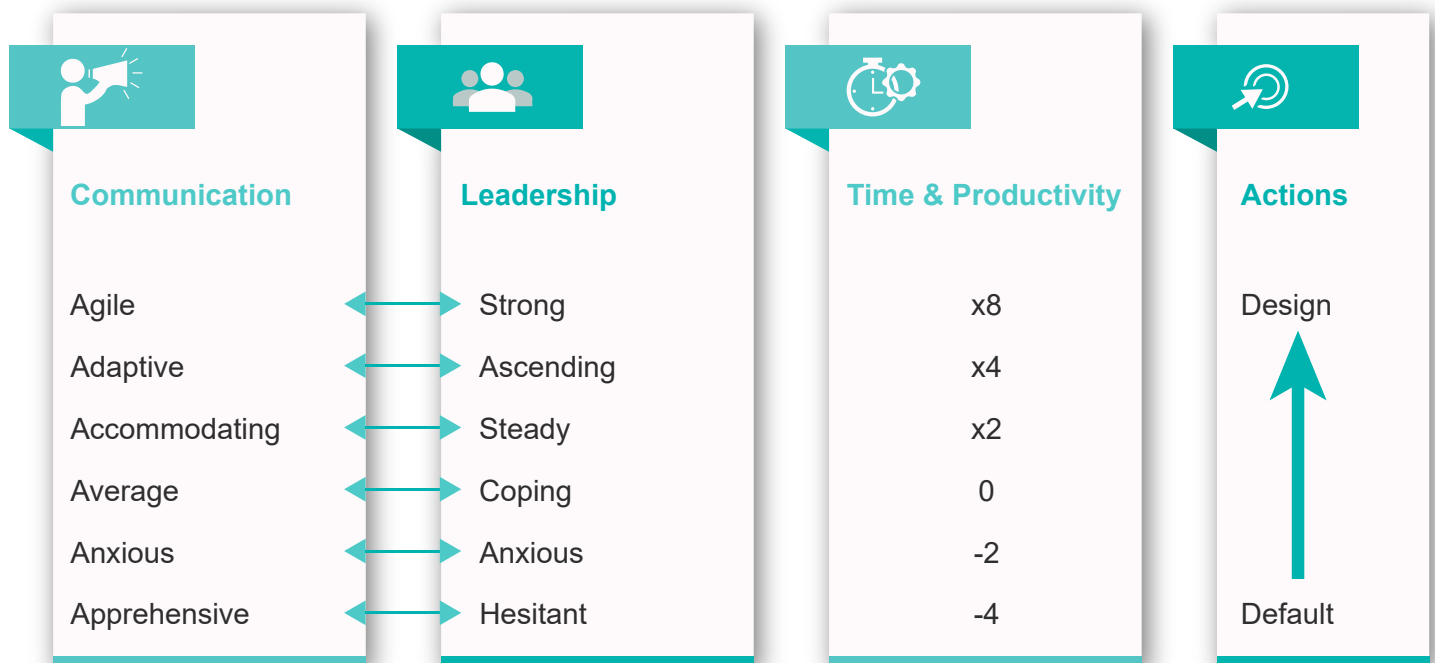 Communication Leadership Time & Productivity Actions
Agile Strong x8 Design
Adaptive Ascending x4
Accommodating Steady x2
Average Coping 0
Anxious Anxious -2
Apprehensive Hesitant -4 Default